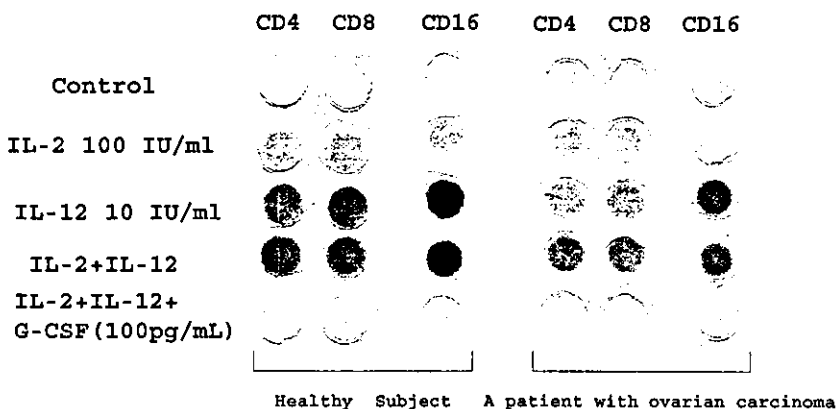 CD4 CD8 CD16 CD4 CD8 CD16
Control
IL-2 100 IU/ml
IL-12 10 IU/ml
IL-2+IL-12
IL-2+IL-12+
G-CSF(100pg/mL)
Healthy Subject A patient with ovarian carcinoma